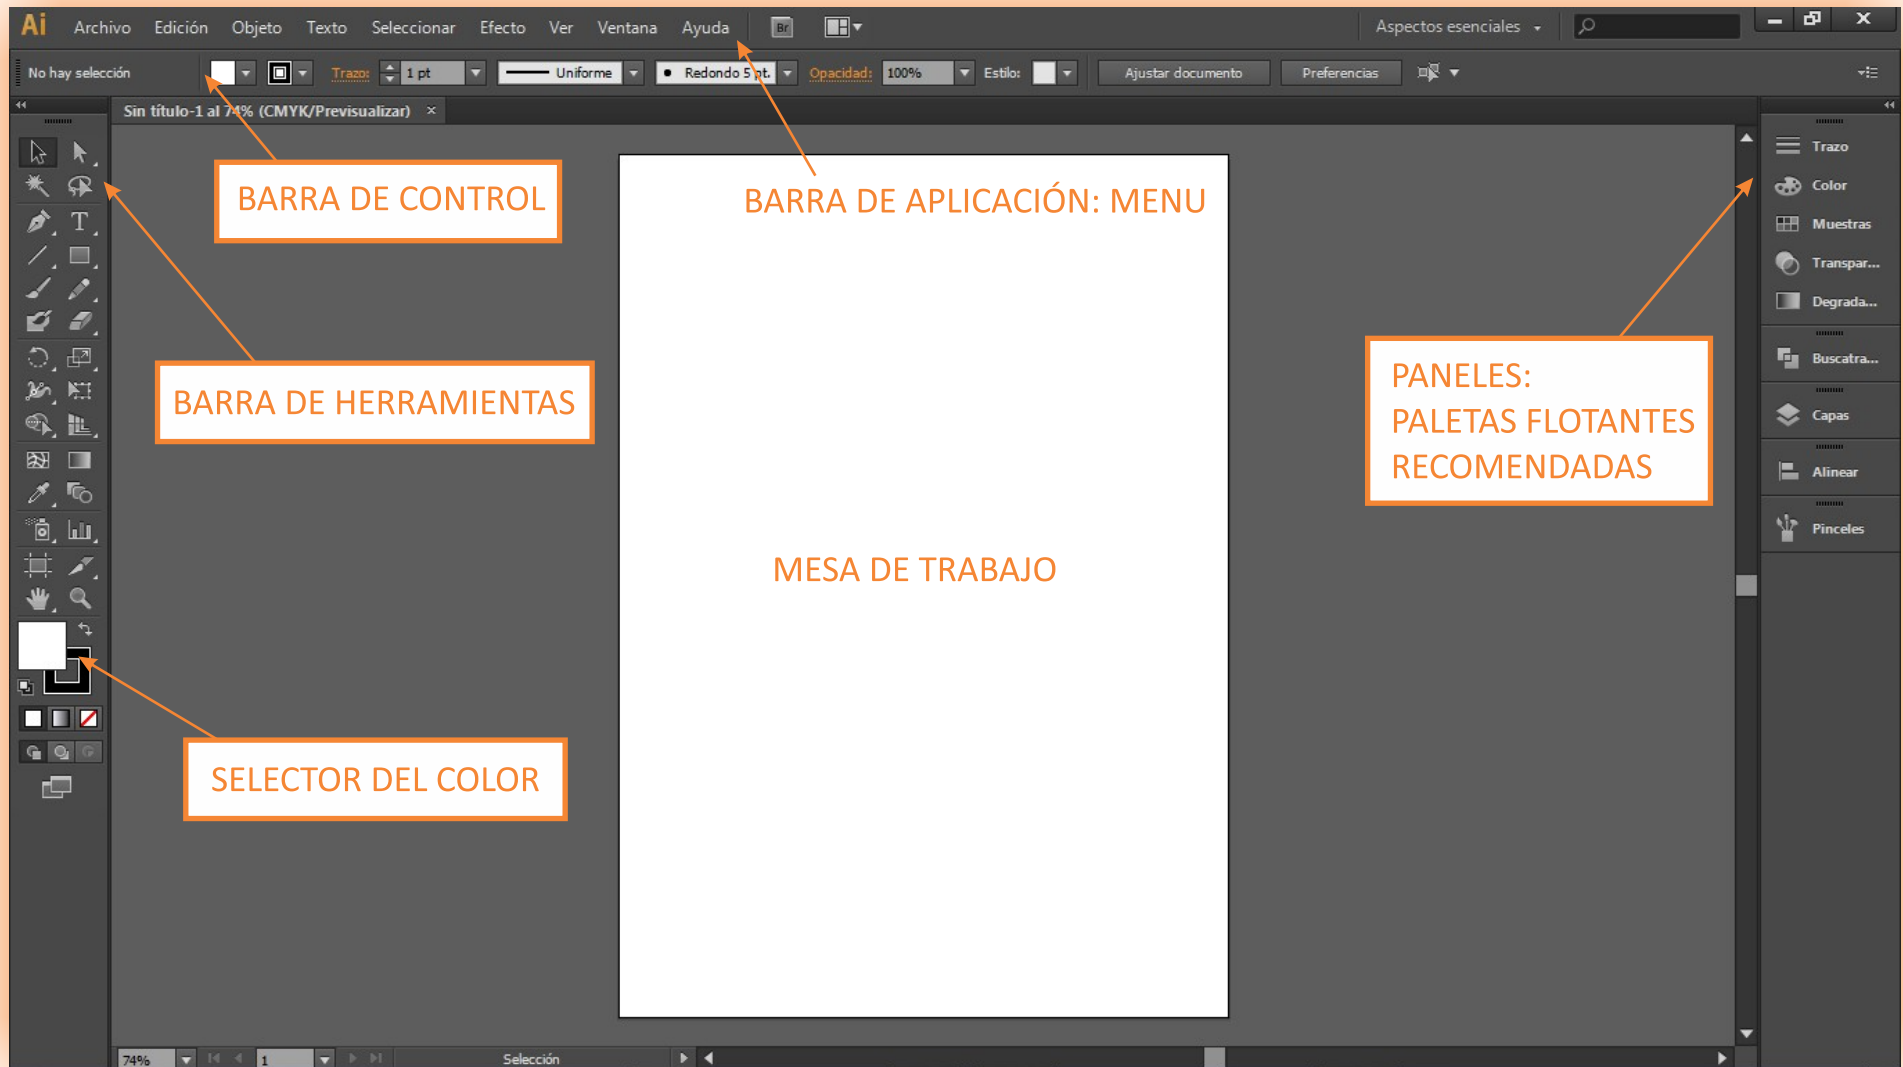 Ai Archivo Edición Objeto Texto Seleccionar Efecto Ver Ventana Ayuda Br Aspectos esenciales
No hay selección Trazo: 1 pt Uniforme Redondo 5 pt. Opacidad: 100% Estilo: Ajustar documento Preferencias
Sin título-1 al 74% (CMYK/Previsualizar) ×
BARRA DE CONTROL
BARRA DE APLICACIÓN: MENU
BARRA DE HERRAMIENTAS
MESA DE TRABAJO
SELECTOR DEL COLOR
PANELES:
PALETAS FLOTANTES
RECOMENDADAS
Trazo
Color
Muestras
Transpar...
Degrada...
Buscatra...
Capas
Alinear
Pinceles
74% 1 Selección